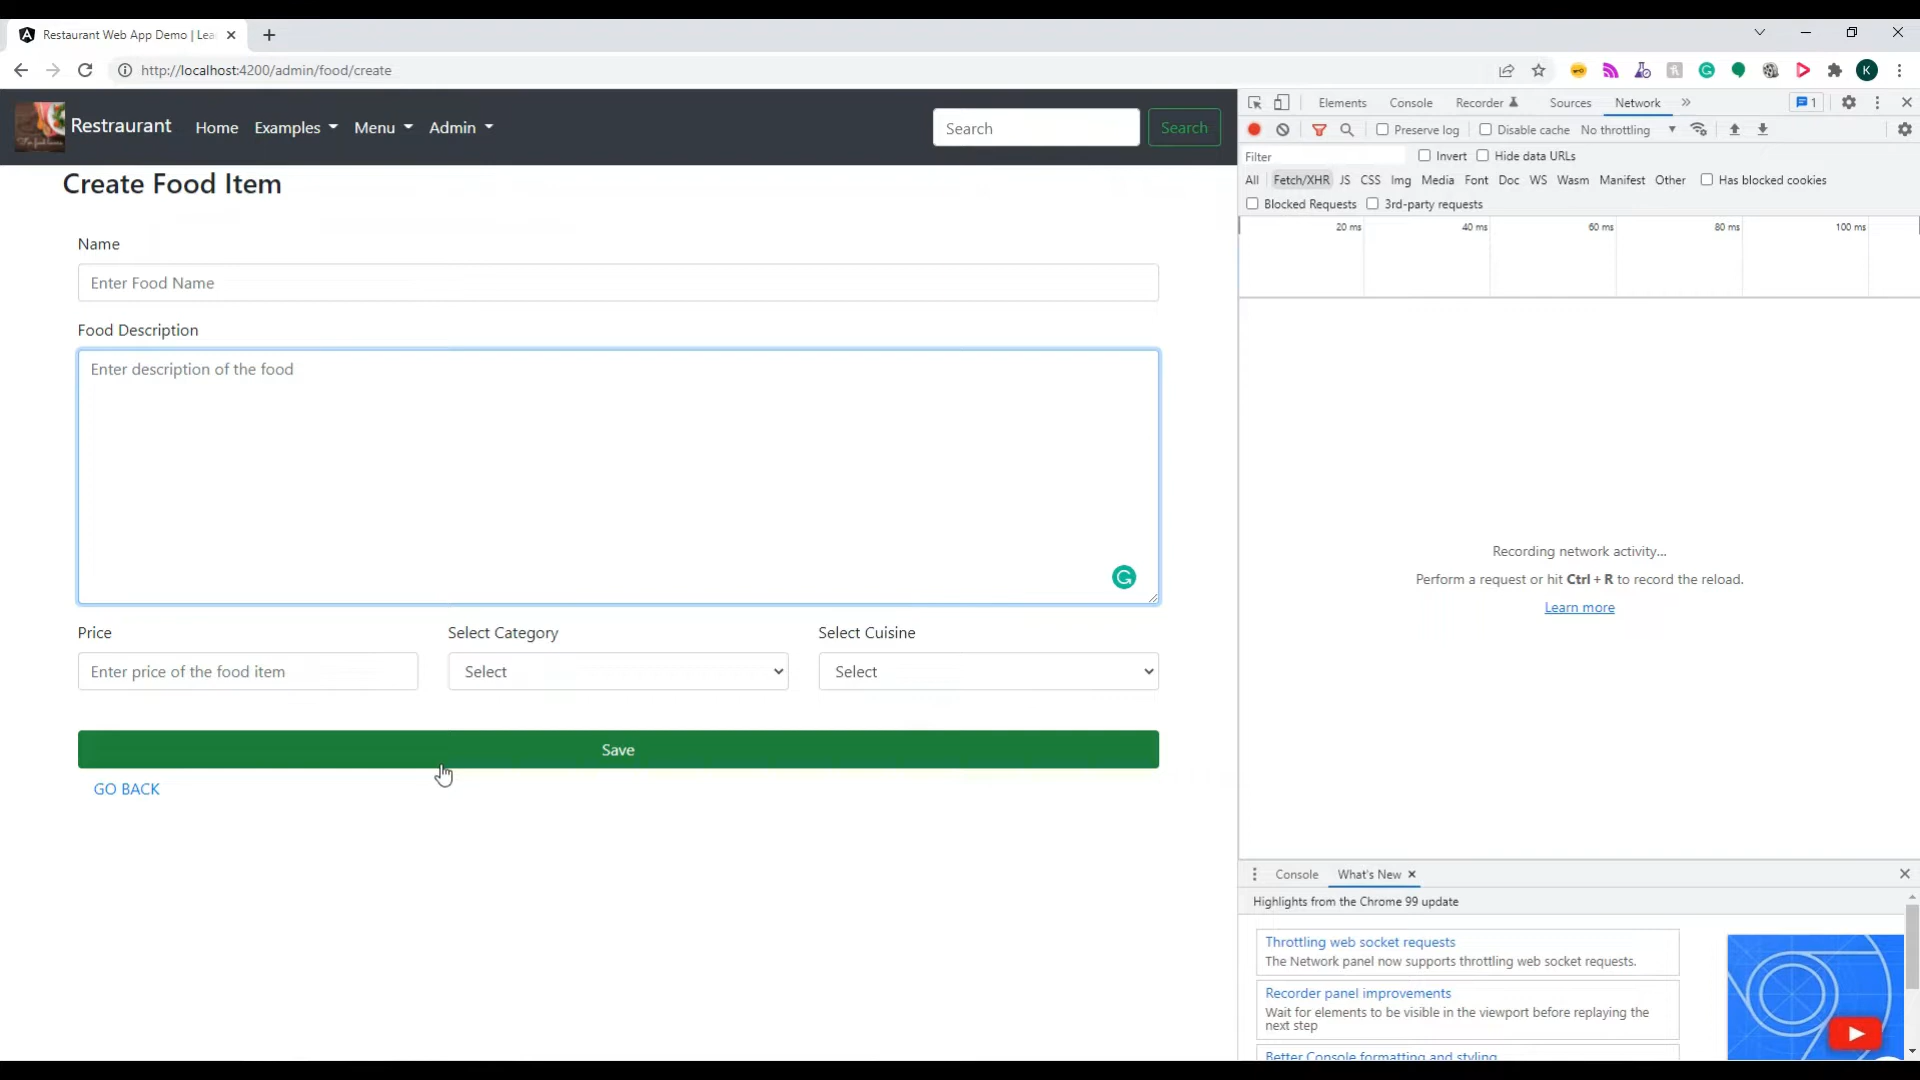 Restaurant Web App Demo | Lea
http://localhost:4200/admin/food/create
K
Restraurant
Home
Examples
Menu
Admin
Search
Search
Create Food Item
Name
Enter Food Name
Food Description
Enter description of the food
Price
Select Category
Select Cuisine
Enter price of the food item
Select
Select
Save
GO BACK
Elements
Console
Recorder
Sources
Network
1
Preserve log
Disable cache
No throttling
Filter
Invert
Hide data URLs
All
Fetch/XHR
JS
CSS
Img
Media
Font
Doc
WS
Wasm
Manifest
Other
Has blocked cookies
Blocked Requests
3rd-party requests
20 ms
40 ms
60 ms
80 ms
100 ms
Recording network activity...
Perform a request or hit Ctrl + R to record the reload.
Learn more
Console
What's New
Highlights from the Chrome 99 update
Throttling web socket requests
The Network panel now supports throttling web socket requests.
Recorder panel improvements
Wait for elements to be visible in the viewport before replaying the
next step
Better Console formatting and styling